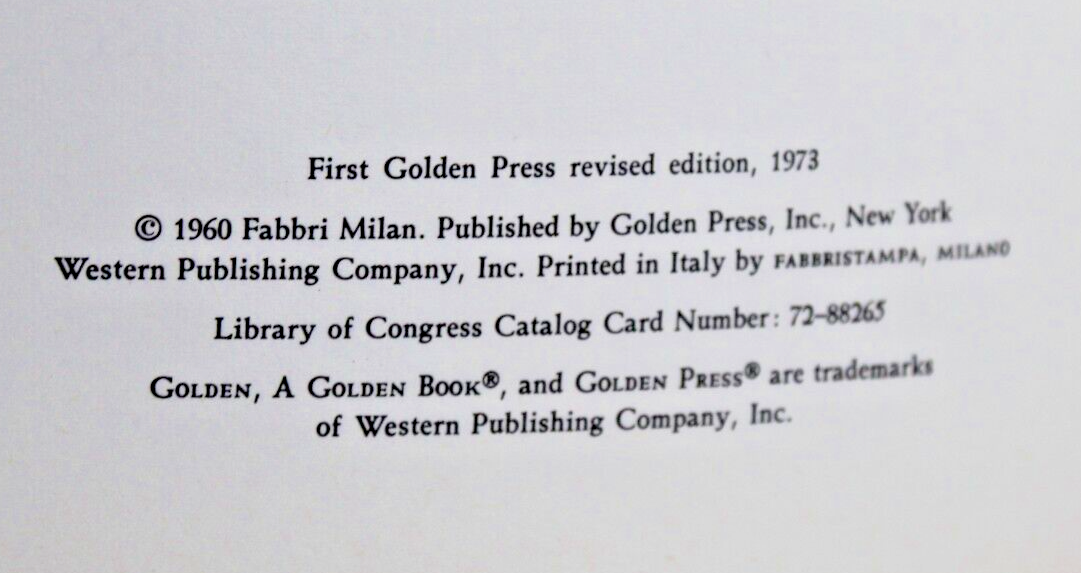 First Golden Press revised edition, 1973
© 1960 Fabbri Milan. Published by Golden Press, Inc., New York
Western Publishing Company, Inc. Printed in Italy by FABBRISTAMPA, MILANO
Library of Congress Catalog Card Number: 72–88265
GOLDEN, A GOLDEN BOOK®, and GOLDEN PRESS® are trademarks
of Western Publishing Company, Inc.